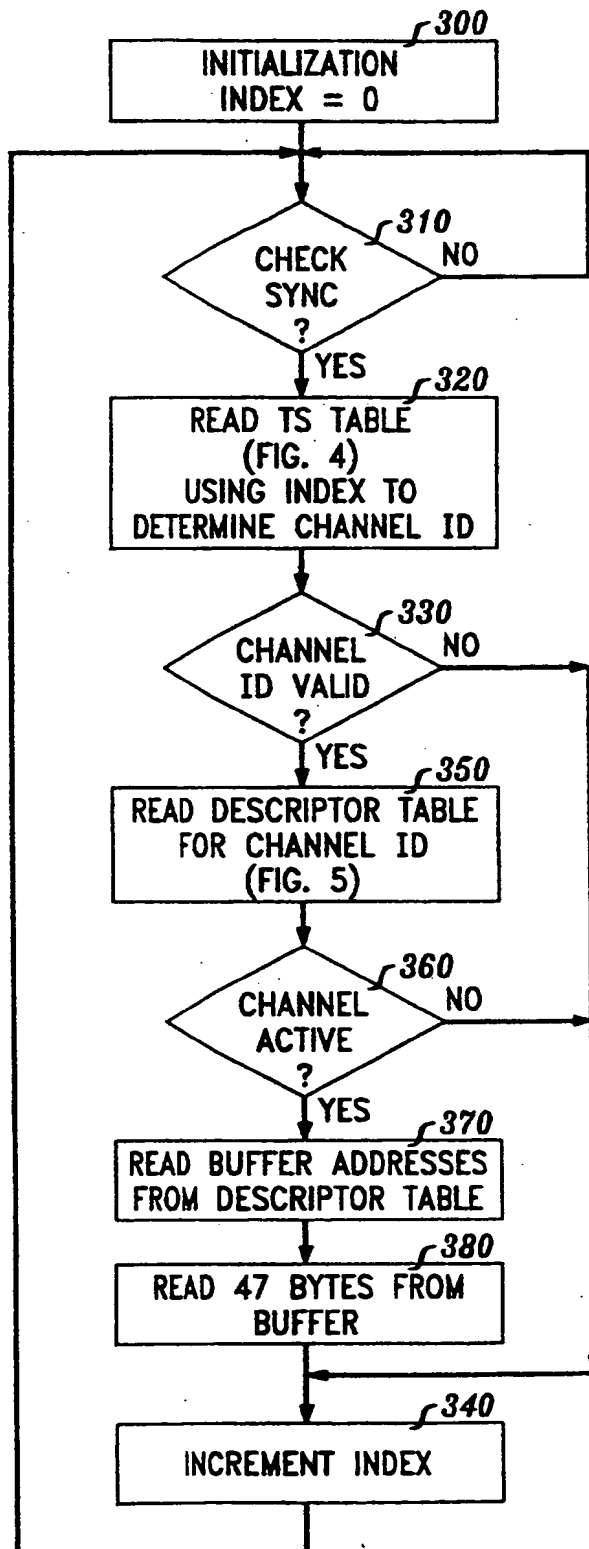 300
INITIALIZATION
INDEX = 0
310
CHECK
SYNC
?
NO
YES
320
READ TS TABLE
(FIG. 4)
USING INDEX TO
DETERMINE CHANNEL ID
330
CHANNEL
ID VALID
?
NO
YES
350
READ DESCRIPTOR TABLE
FOR CHANNEL ID
(FIG. 5)
360
CHANNEL
ACTIVE
?
NO
YES
370
READ BUFFER ADDRESSES
FROM DESCRIPTOR TABLE
380
READ 47 BYTES FROM
BUFFER
340
INCREMENT INDEX